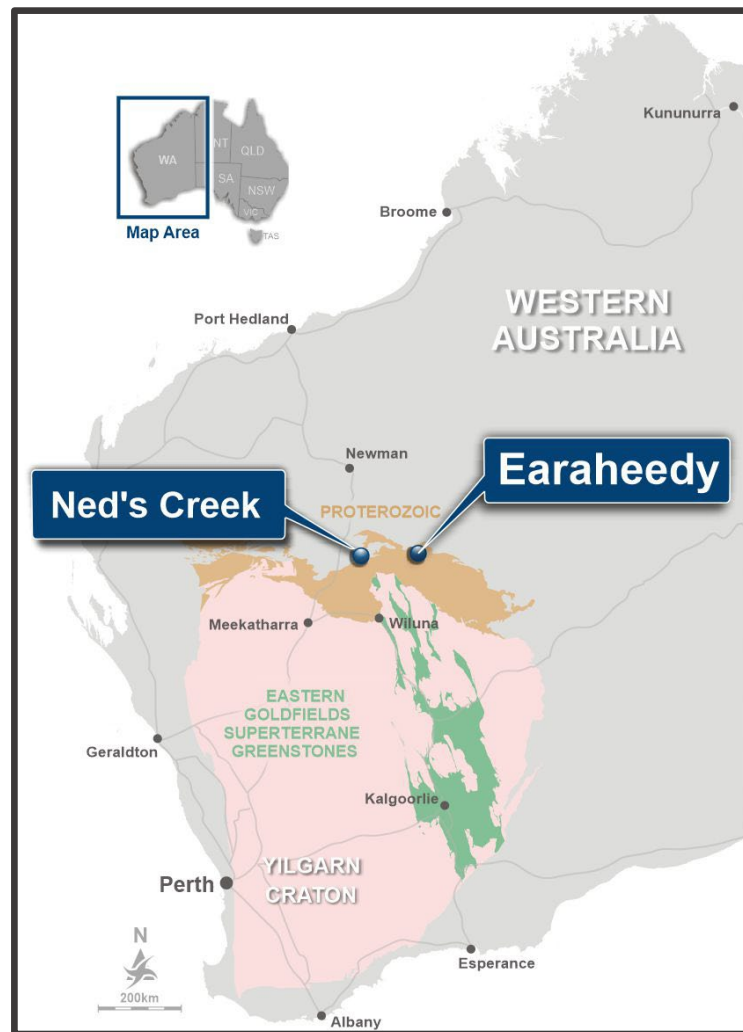 Kununurra
WA
NT
QLD
SA
NSW
VIC
TAS
Map Area
Broome
WESTERN
AUSTRALIA
Port Hedland
Newman
Earaheedy
Ned's Creek
PROTEROZOIC
Meekatharra
Wiluna
EASTERN
GOLDFIELDS
SUPERTERRANE
GREENSTONES
Geraldton
Kalgoorlie
Perth
YILGARN
CRATON
N
200km
Esperance
Albany